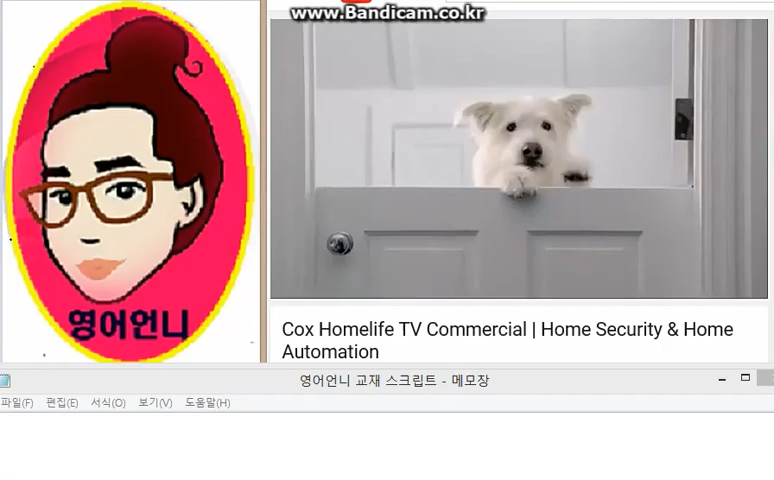 www.Bandicam.co.kr
영어언니
Cox Homelife TV Commercial | Home Security & Home
Automation
영어언니 교재 스크립트 - 메모장
파일(F) 편집(E) 서식(O) 보기(V) 도움말(H)